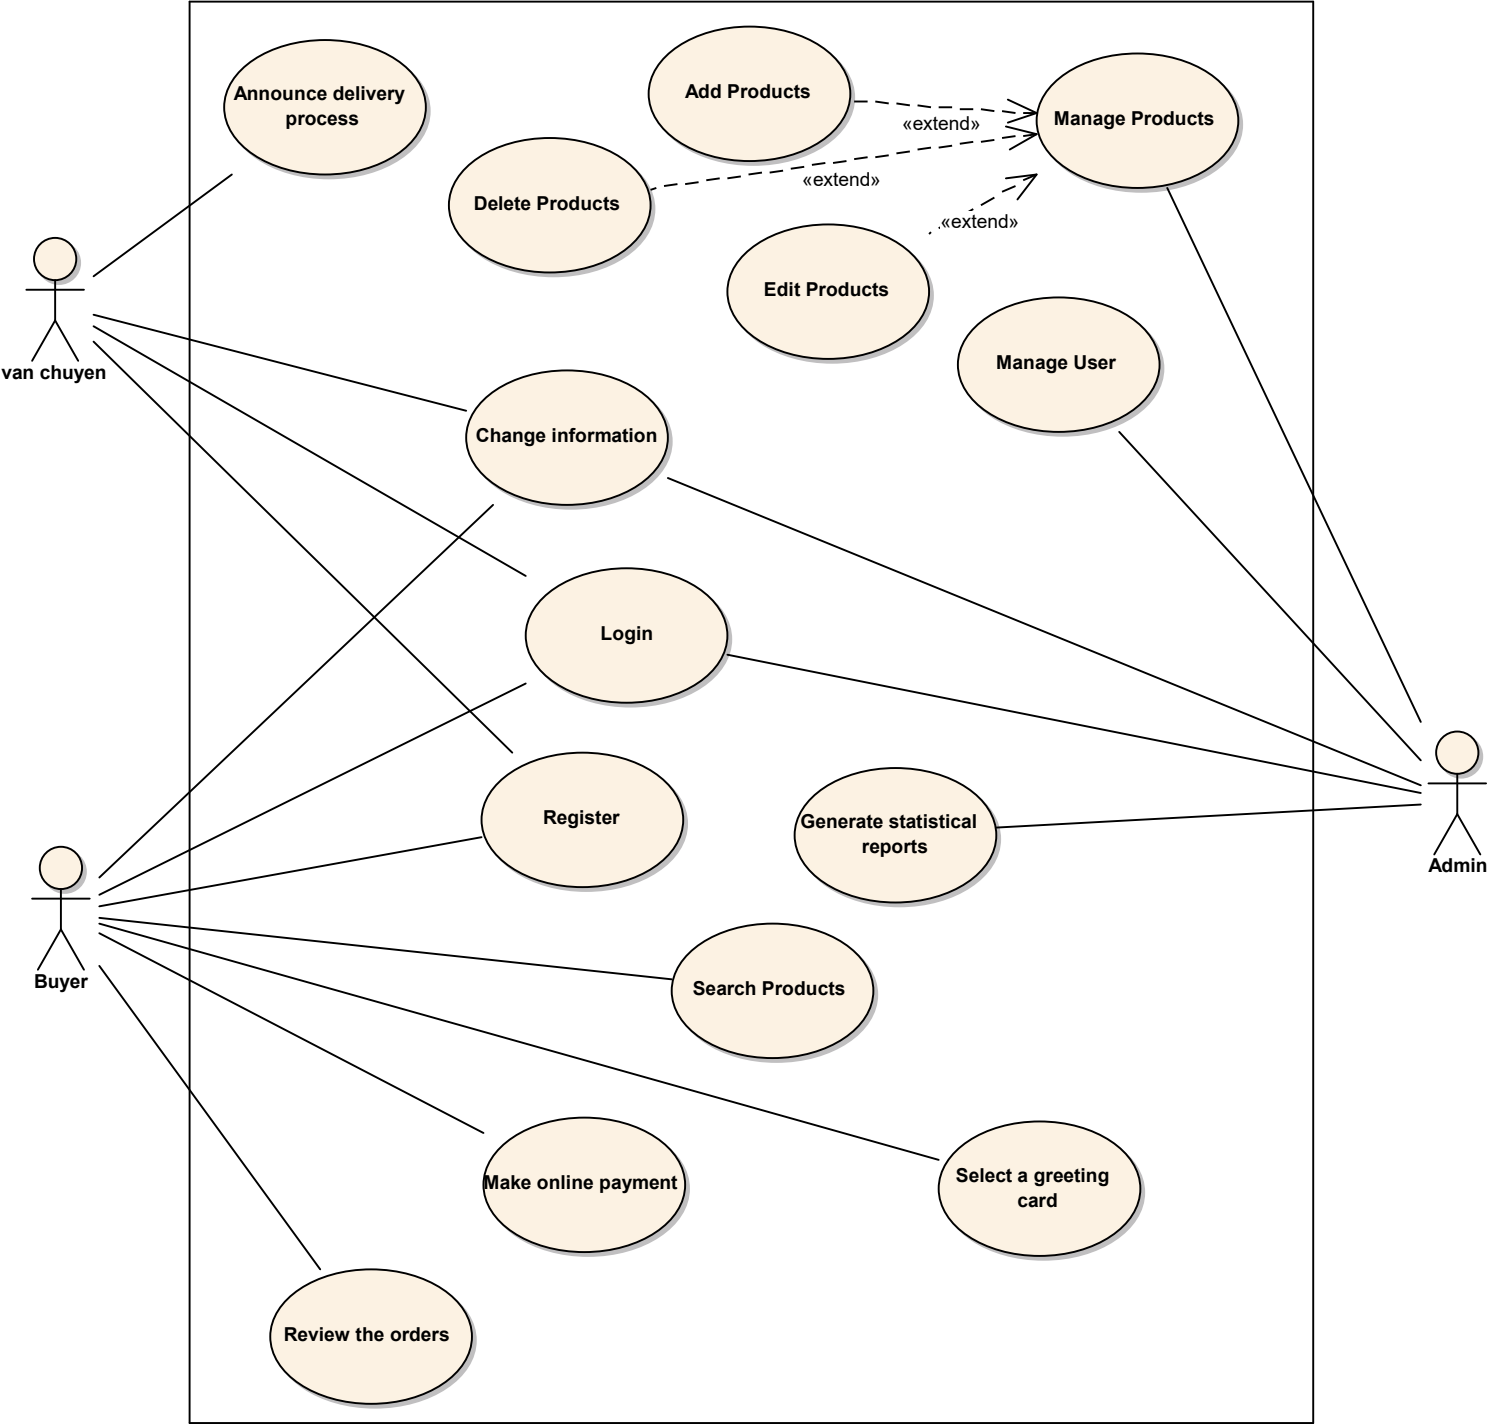 Announce delivery
process
Add Products
Manage Products
«extend»
Delete Products
«extend»
«extend»
Edit Products
Manage User
van chuyen
Change information
Login
Register
Generate statistical
reports
Admin
Buyer
Search Products
Make online payment
Select a greeting
card
Review the orders